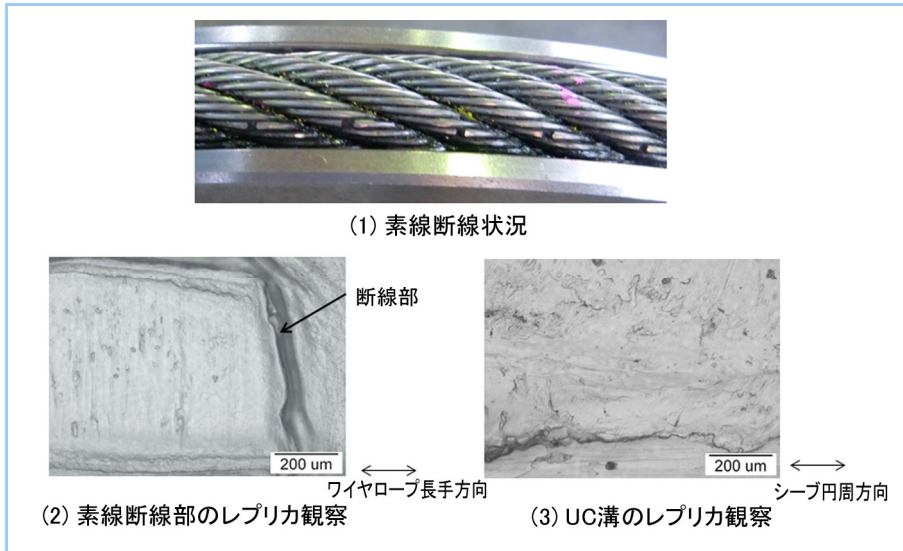 (1) 素線断線状況
断線部
200 um
200 um
ワイヤロープ長手方向
シーブ円周方向
(2) 素線断線部のレプリカ観察
(3) UC溝のレプリカ観察